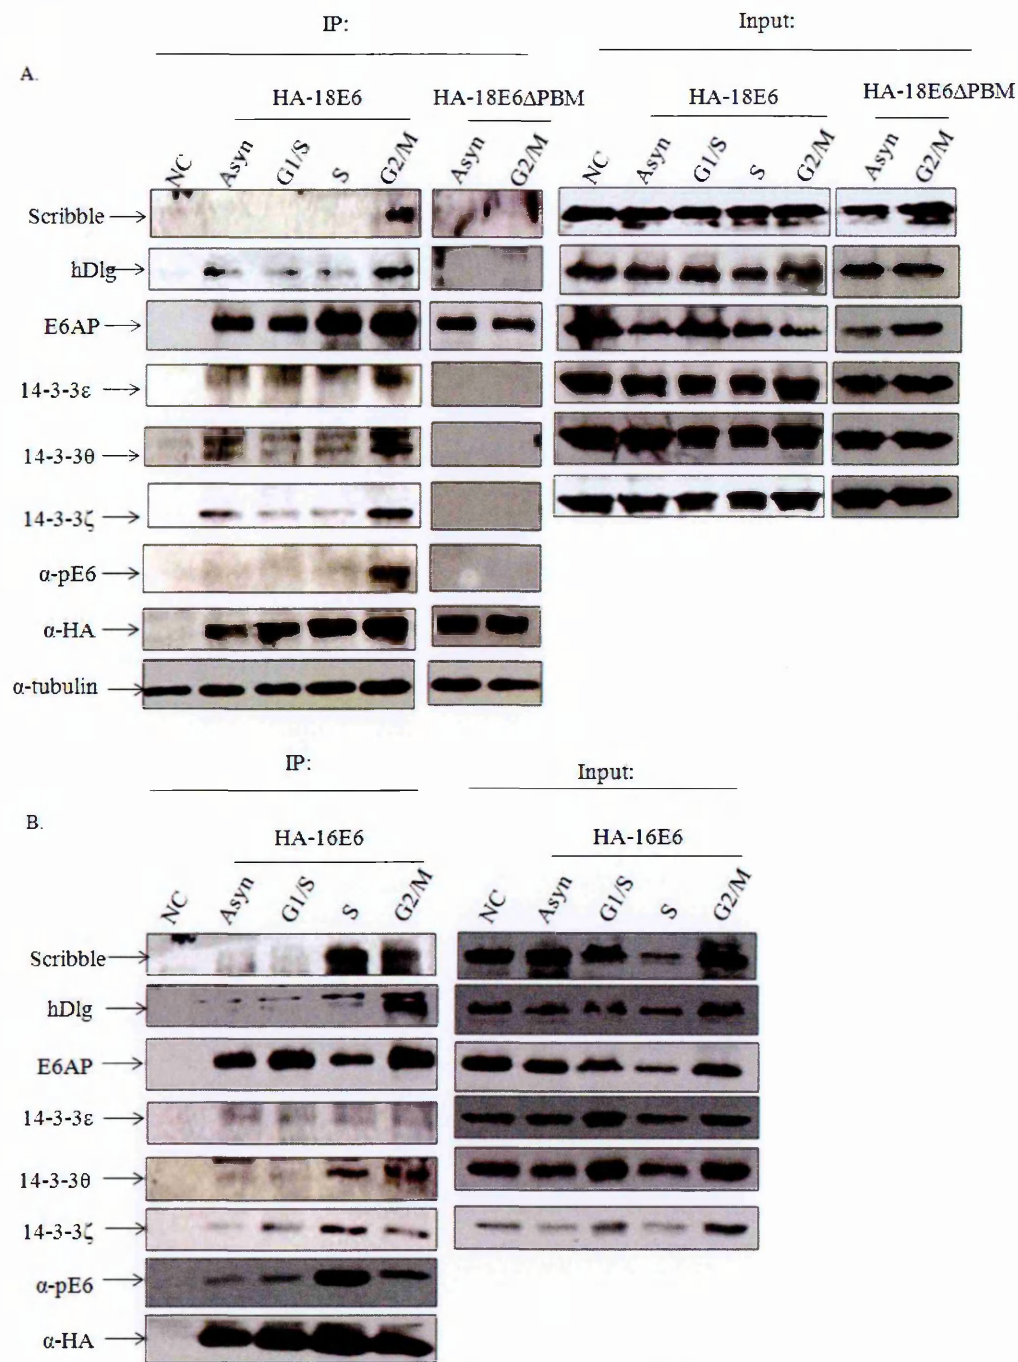 IP:
Input:
A.
HA-18E6
HA-18E6ΔPBM
HA-18E6
HA-18E6ΔPBM
NC
Asyn
G1/S
S
G2/M
Asyn
G2/M
NC
Asyn
G1/S
S
G2/M
Asyn
G2/M
Scribble
hDlg
E6AP
14-3-3ε
14-3-3θ
14-3-3ζ
α-pE6
α-HA
α-tubulin
IP:
Input:
B.
HA-16E6
HA-16E6
NC
Asyn
G1/S
S
G2/M
NC
Asyn
G1/S
S
G2/M
Scribble
hDlg
E6AP
14-3-3ε
14-3-3θ
14-3-3ζ
α-pE6
α-HA